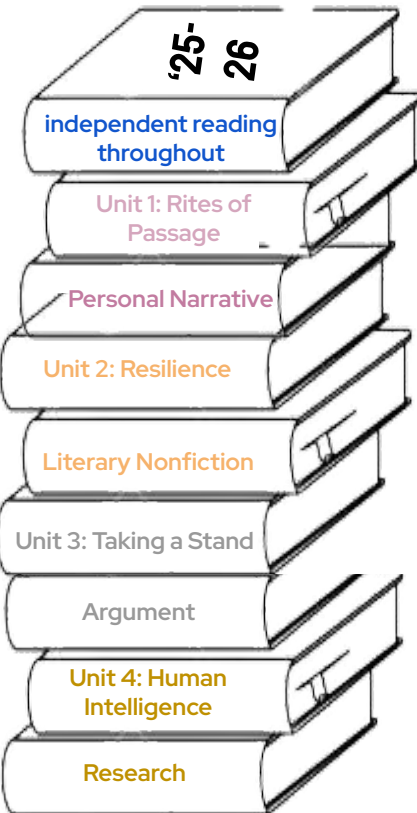 ‘25-
26
independent reading
throughout
Unit 1: Rites of
Passage
Personal Narrative
Unit 2: Resilience
Literary Nonfiction
Unit 3: Taking a Stand
Argument
Unit 4: Human
Intelligence
Research